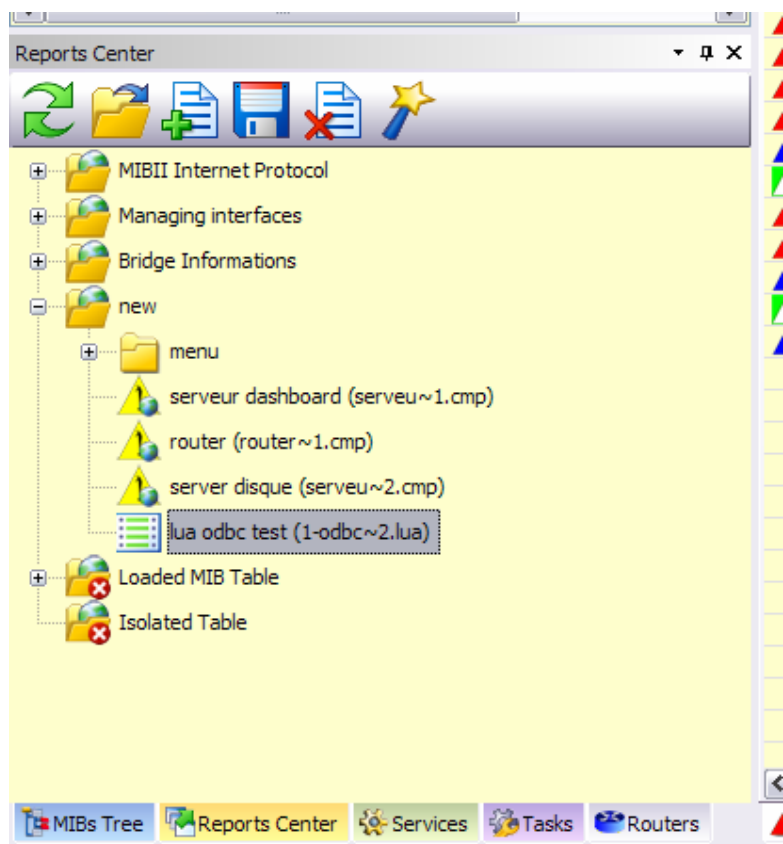 Reports Center
MIBII Internet Protocol
Managing interfaces
Bridge Informations
new
menu
serveur dashboard (serveu~1.cmp)
router (router~1.cmp)
server disque (serveu~2.cmp)
lua odbc test (1-odbc~2.lua)
Loaded MIB Table
Isolated Table
MIBs Tree Reports Center Services Tasks Routers